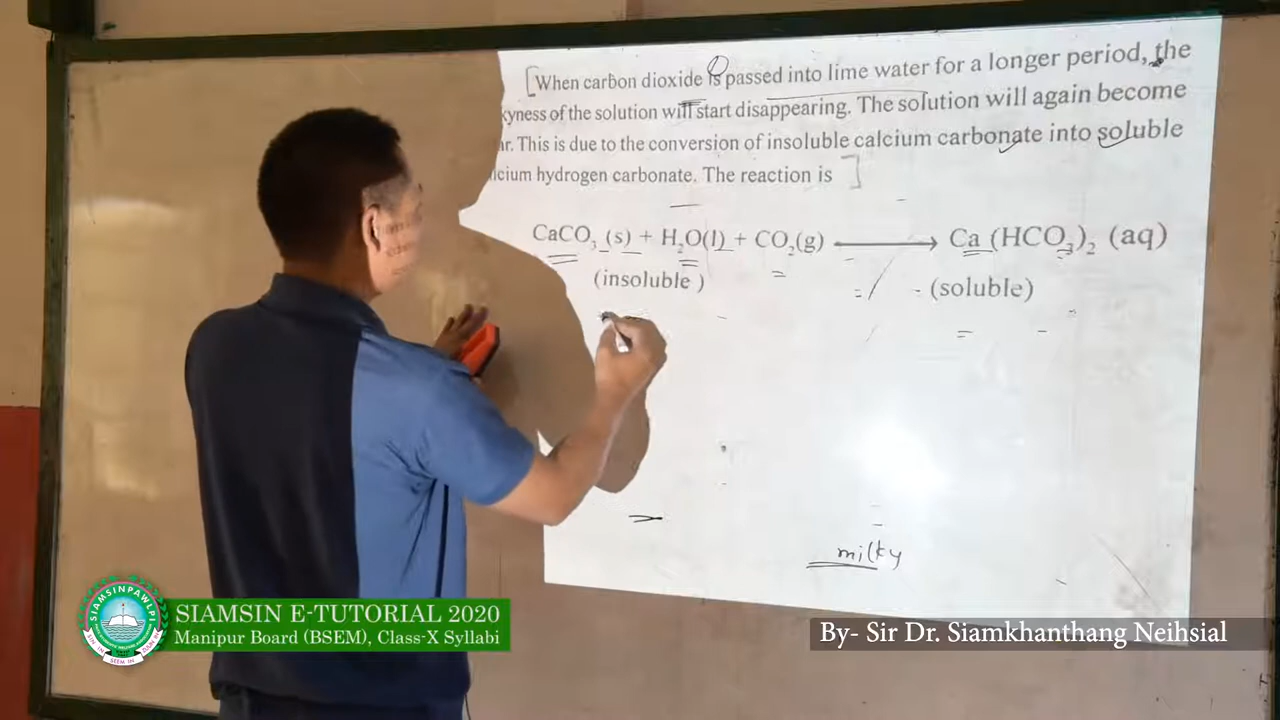 [When carbon dioxide is passed into lime water for a longer period, the
kyness of the solution will start disappearing. The solution will again become
ar. This is due to the conversion of insoluble calcium carbonate into soluble
lcium hydrogen carbonate. The reaction is ]
CaCO₃ (s) + H₂O(l) + CO₂(g) ⟶ Ca (HCO₃)₂ (aq)
(insoluble ) (soluble)
milky
SIAMSINPAWLPI
SIAMSIN E-TUTORIAL 2020
Manipur Board (BSEM), Class-X Syllabi
By- Sir Dr. Siamkhanthang Neihsial